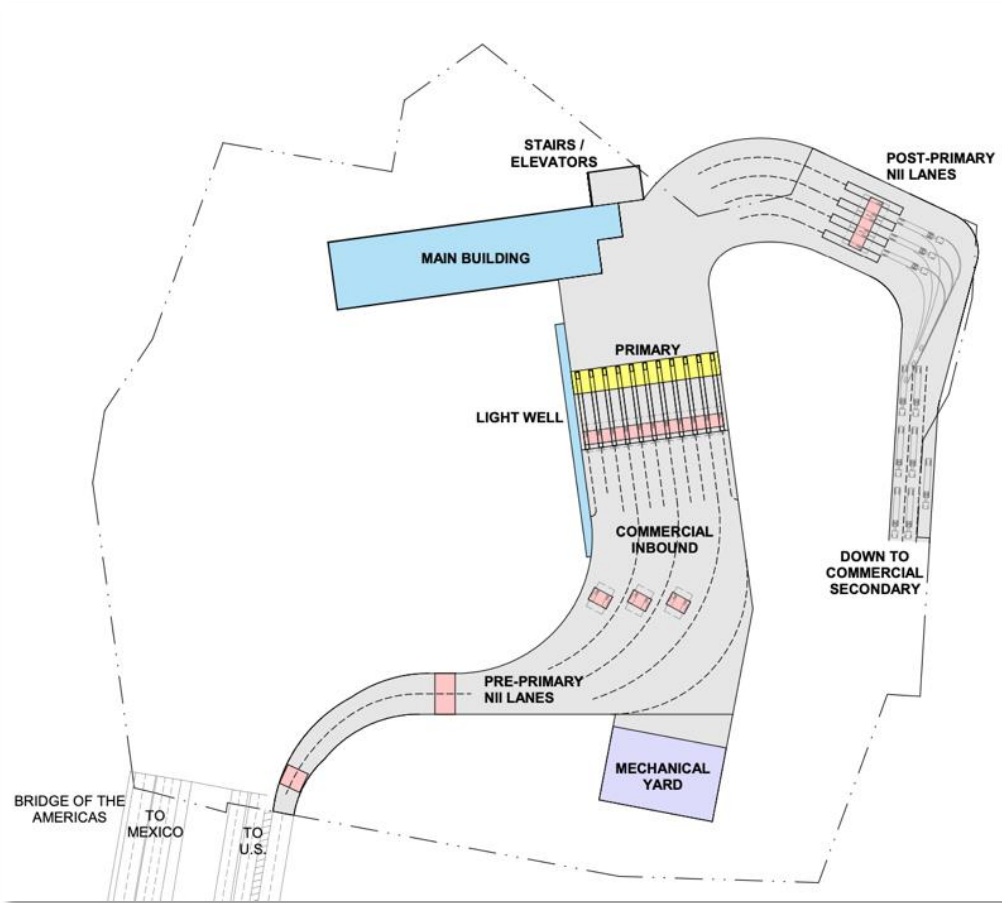 STAIRS /
ELEVATORS
POST-PRIMARY
NII LANES
MAIN BUILDING
PRIMARY
LIGHT WELL
COMMERCIAL
INBOUND
DOWN TO
COMMERCIAL
SECONDARY
PRE-PRIMARY
NII LANES
MECHANICAL
YARD
BRIDGE OF THE
AMERICAS
TO
MEXICO
TO
U.S.